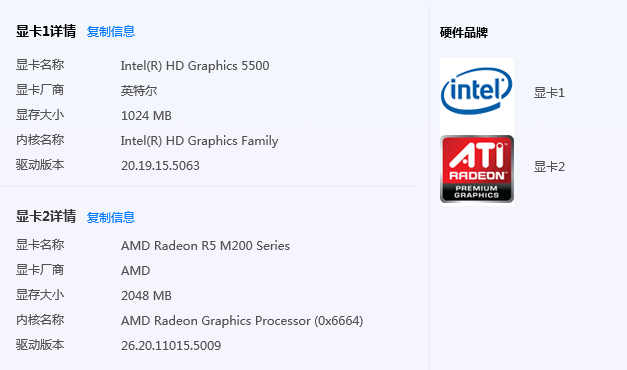 显卡1详情 复制信息
显卡名称 Intel(R) HD Graphics 5500
显卡厂商 英特尔
显存大小 1024 MB
内核名称 Intel(R) HD Graphics Family
驱动版本 20.19.15.5063
显卡2详情 复制信息
显卡名称 AMD Radeon R5 M200 Series
显卡厂商 AMD
显存大小 2048 MB
内核名称 AMD Radeon Graphics Processor (0x6664)
驱动版本 26.20.11015.5009
硬件品牌
intel 显卡1
ATI
RADEON
PREMIUM
GRAPHICS
显卡2